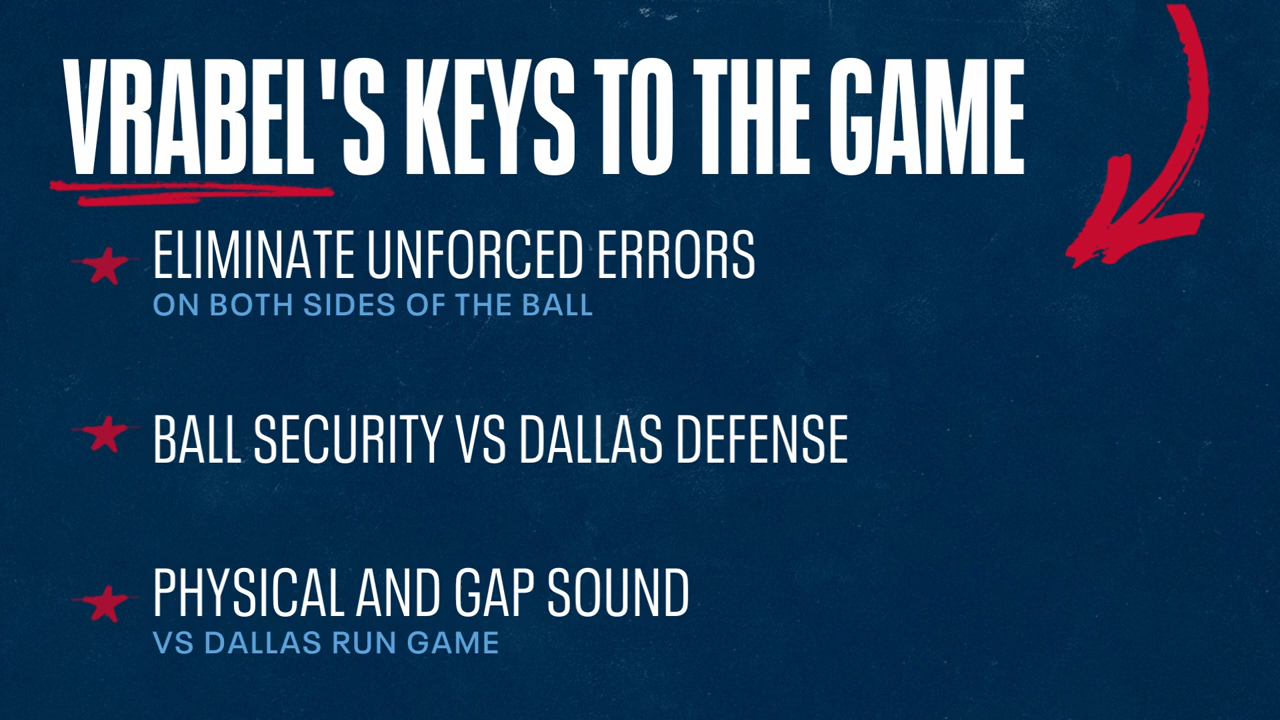 VRABEL'S KEYS TO THE GAME
ELIMINATE UNFORCED ERRORS
ON BOTH SIDES OF THE BALL
BALL SECURITY VS DALLAS DEFENSE
PHYSICAL AND GAP SOUND
VS DALLAS RUN GAME